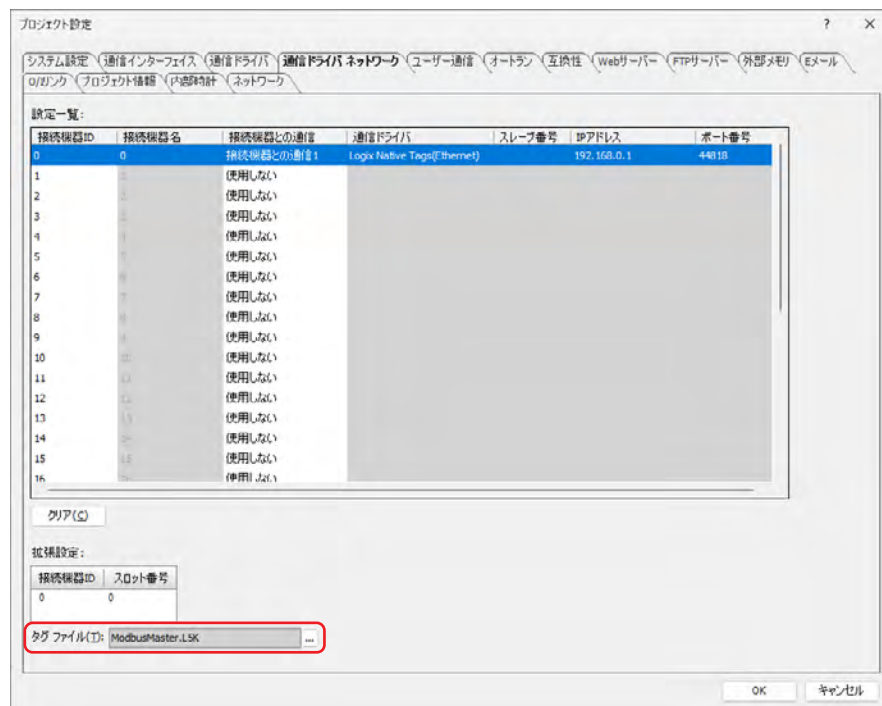 プロジェクト設定 ? ×
システム設定 通信インターフェイス 通信ドライバ 通信ドライバ ネットワーク ユーザー通信 オートラン 互換性 Webサーバー FTPサーバー 外部メモリ Eメール
O/Iリンク プロジェクト情報 内部時計 ネットワーク
設定一覧:
接続機器ID 接続機器名 接続機器との通信 通信ドライバ スレーブ番号 IPアドレス ポート番号
0 0 接続機器との通信1 Logix Native Tags(Ethernet) 192.168.0.1 44818
1 使用しない
2 使用しない
3 使用しない
4 使用しない
5 使用しない
6 使用しない
7 使用しない
8 使用しない
9 使用しない
10 使用しない
11 使用しない
12 使用しない
13 使用しない
14 使用しない
15 使用しない
16 使用しない
クリア(C)
拡張設定:
接続機器ID スロット番号
0 0
タグ ファイル(T): ModbusMaster.L5K ...
OK キャンセル